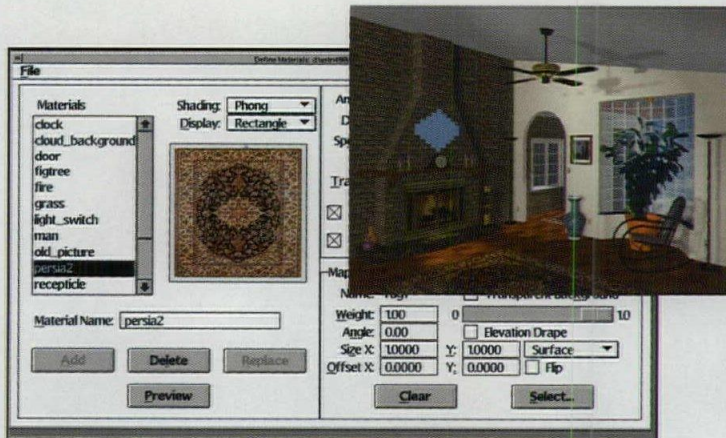 Define Materials:
File
Materials
clock
cloud_background
door
figtree
fire
grass
light_switch
man
old_picture
persia2
recepticle
Shading: Phong
Display: Rectangle
Material Name: persia2
Add Delete Replace
Preview
Map
Name:
Weight: 1.00 0 1.0
Angle: 0.00 Elevation Drape
Size X: 1.0000 Y: 1.0000 Surface
Offset X: 0.0000 Y: 0.0000 Flip
Clear Select...